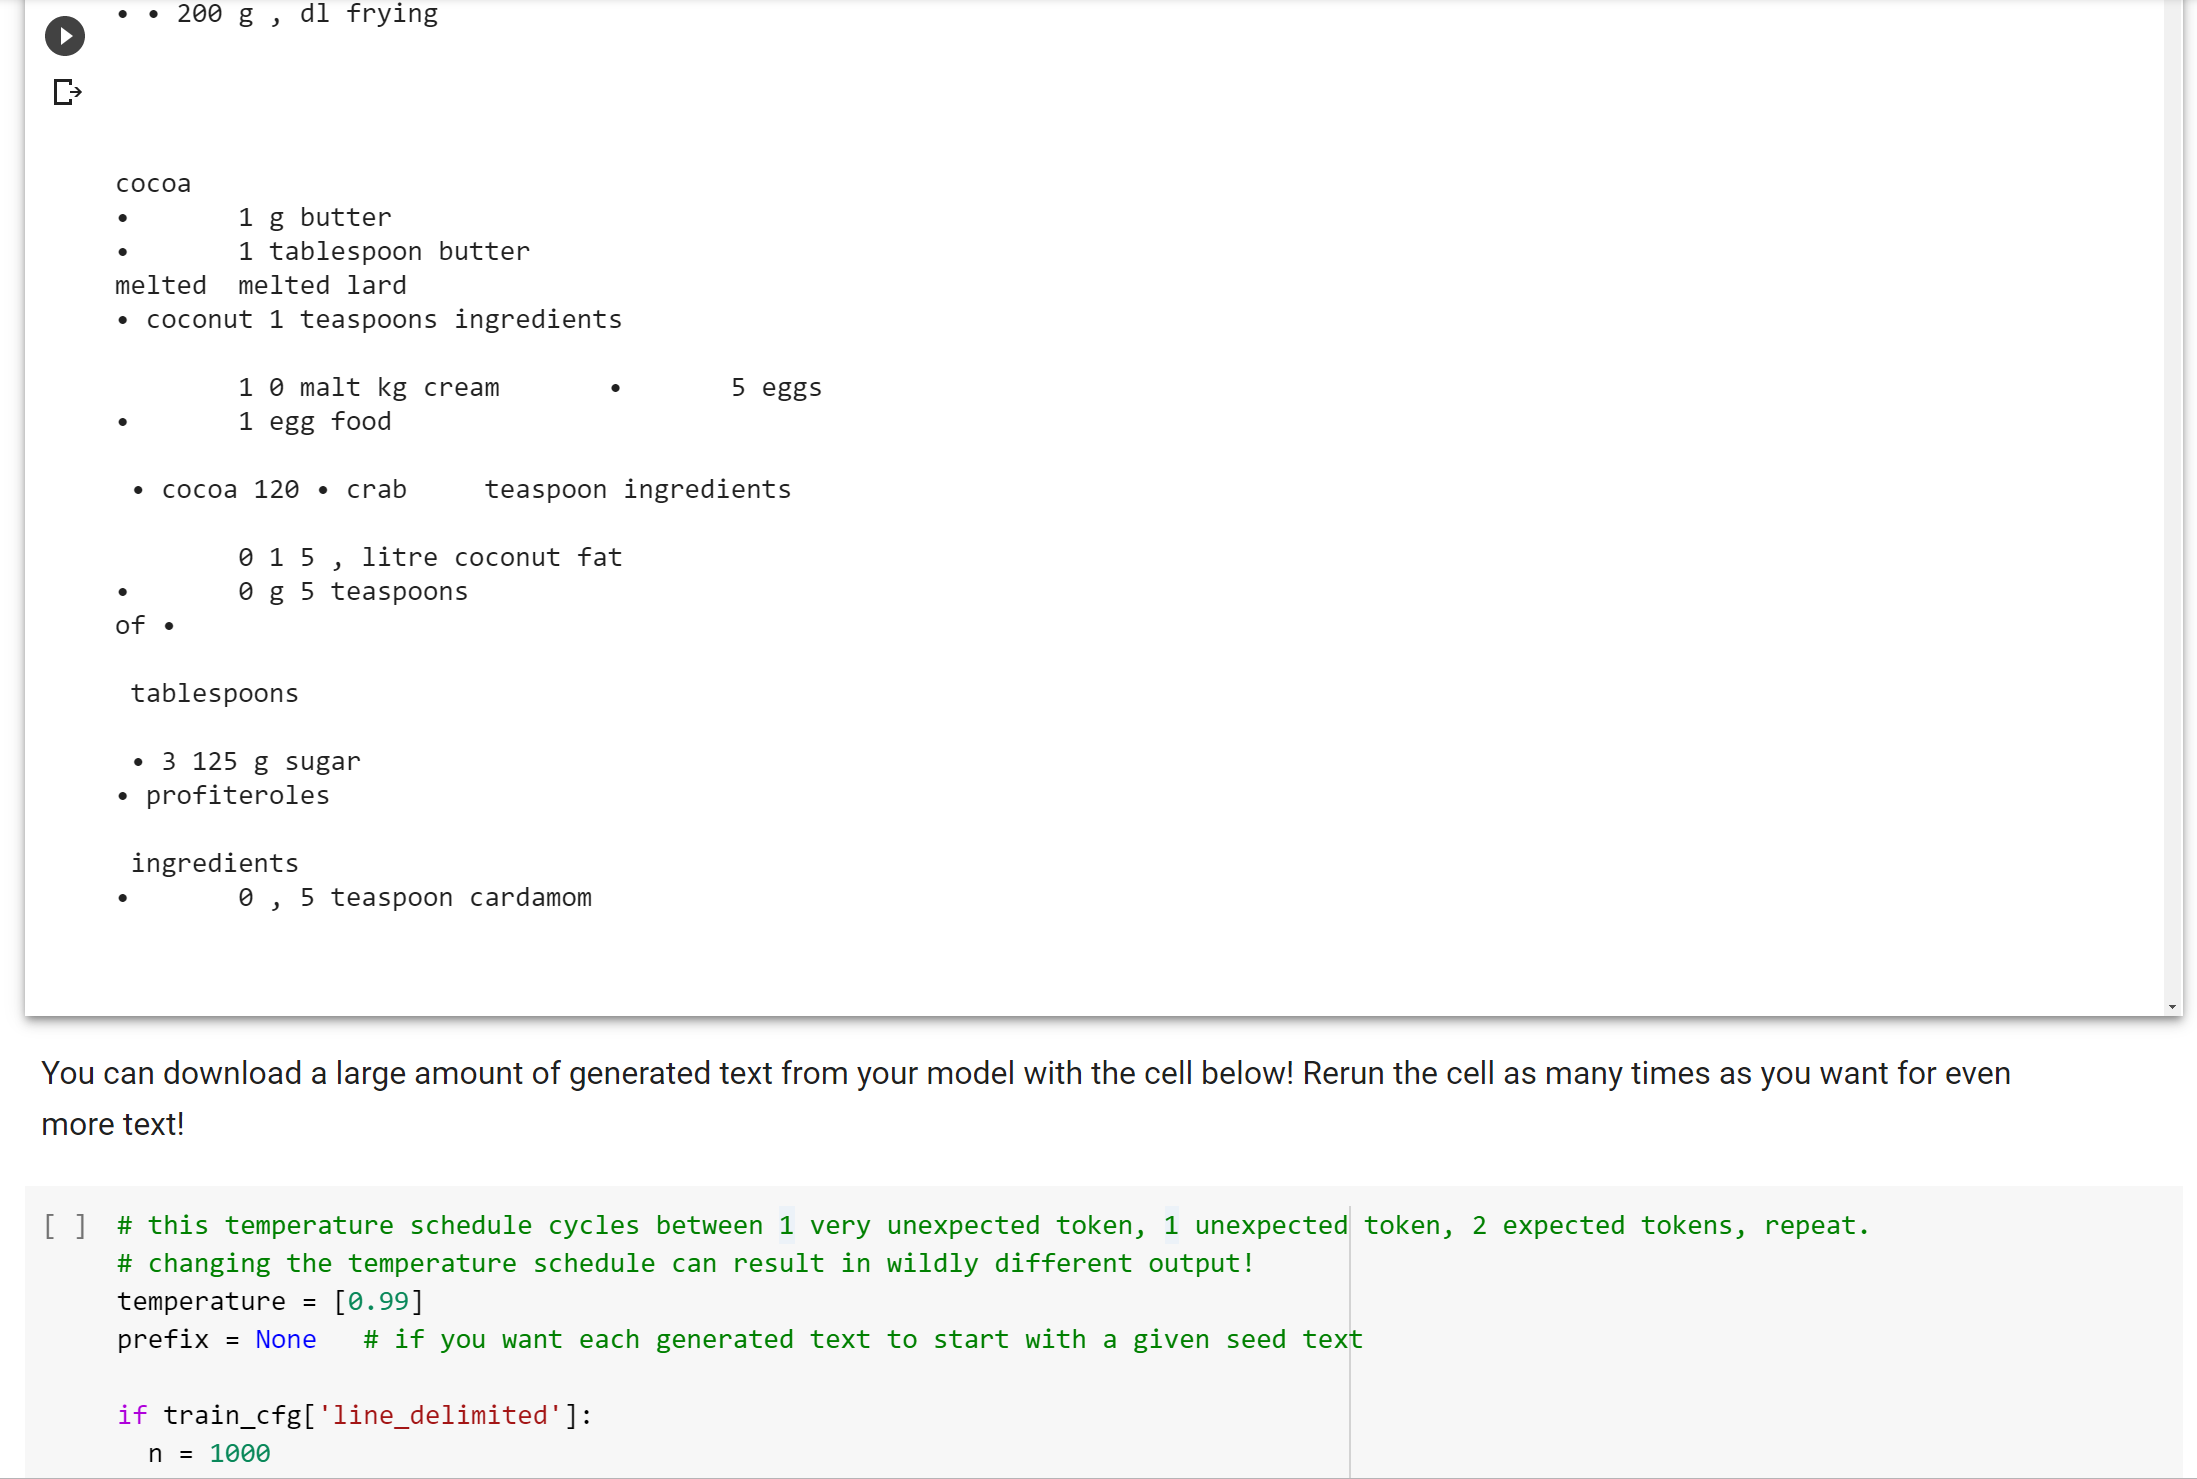 • • 200 g , dl frying
cocoa
• 1 g butter
• 1 tablespoon butter
melted melted lard
• coconut 1 teaspoons ingredients
1 0 malt kg cream • 5 eggs
• 1 egg food
• cocoa 120 • crab teaspoon ingredients
0 1 5 , litre coconut fat
• 0 g 5 teaspoons
of •
tablespoons
• 3 125 g sugar
• profiteroles
ingredients
• 0 , 5 teaspoon cardamom
You can download a large amount of generated text from your model with the cell below! Rerun the cell as many times as you want for even
more text!
[ ] # this temperature schedule cycles between 1 very unexpected token, 1 unexpected token, 2 expected tokens, repeat.
# changing the temperature schedule can result in wildly different output!
temperature = [0.99]
prefix = None # if you want each generated text to start with a given seed text
if train_cfg['line_delimited']:
n = 1000